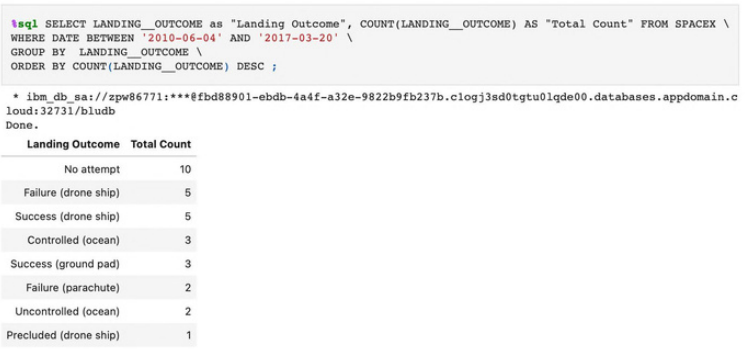 %sql SELECT LANDING__OUTCOME as "Landing Outcome", COUNT(LANDING__OUTCOME) AS "Total Count" FROM SPACEX \
WHERE DATE BETWEEN '2010-06-04' AND '2017-03-20' \
GROUP BY LANDING__OUTCOME \
ORDER BY COUNT(LANDING__OUTCOME) DESC ;
* ibm_db_sa://zpw86771:***@fbd88901-ebdb-4a4f-a32e-9822b9fb237b.c1ogj3sd0tgtu0lqde00.databases.appdomain.c
loud:32731/bludb
Done.
Landing Outcome Total Count
No attempt 10
Failure (drone ship) 5
Success (drone ship) 5
Controlled (ocean) 3
Success (ground pad) 3
Failure (parachute) 2
Uncontrolled (ocean) 2
Precluded (drone ship) 1